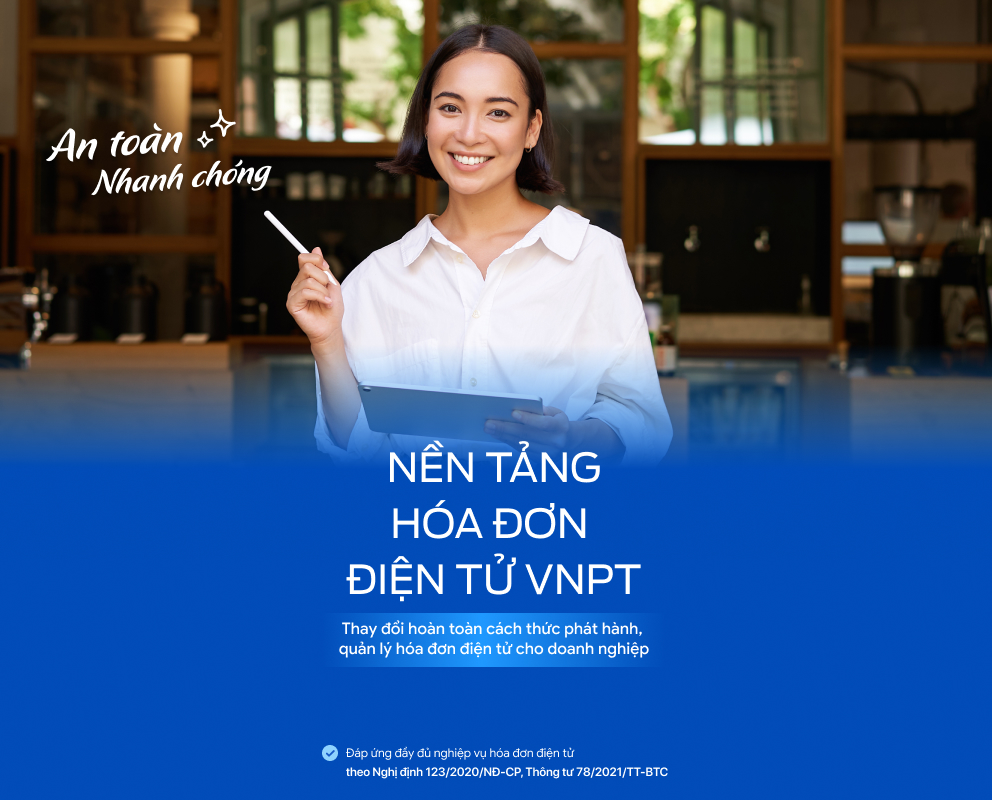 An toàn
Nhanh chóng
NỀN TẢNG
HÓA ĐƠN
ĐIỆN TỬ VNPT
Thay đổi hoàn toàn cách thức phát hành,
quản lý hóa đơn điện tử cho doanh nghiệp
Đáp ứng đầy đủ nghiệp vụ hóa đơn điện tử
theo Nghị định 123/2020/NĐ-CP, Thông tư 78/2021/TT-BTC